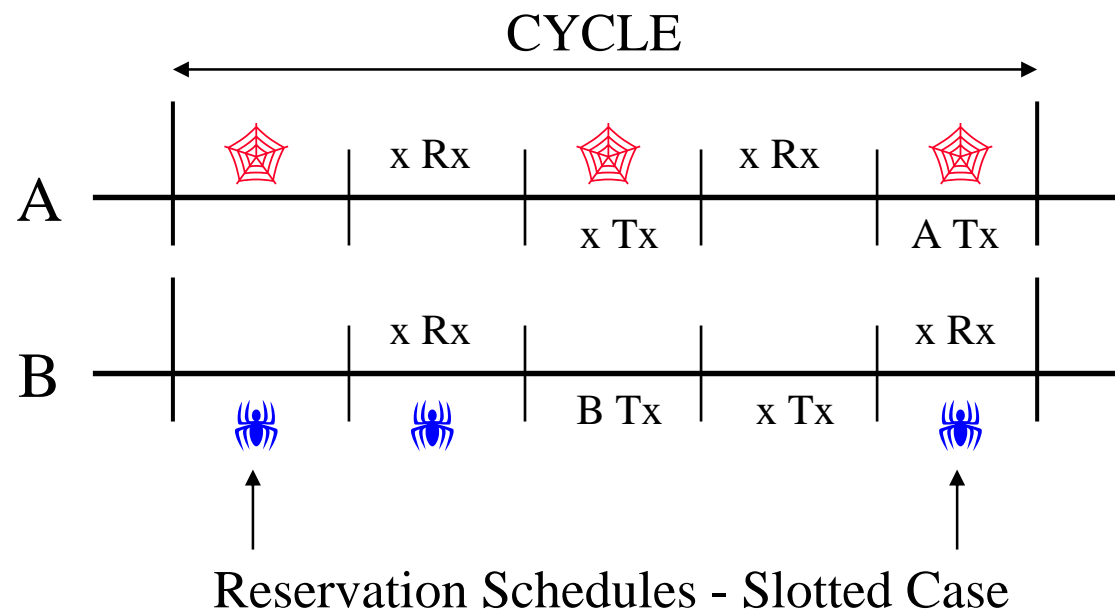 CYCLE
x Rx x Rx
A
x Tx A Tx
x Rx x Rx
B
B Tx x Tx
Reservation Schedules - Slotted Case